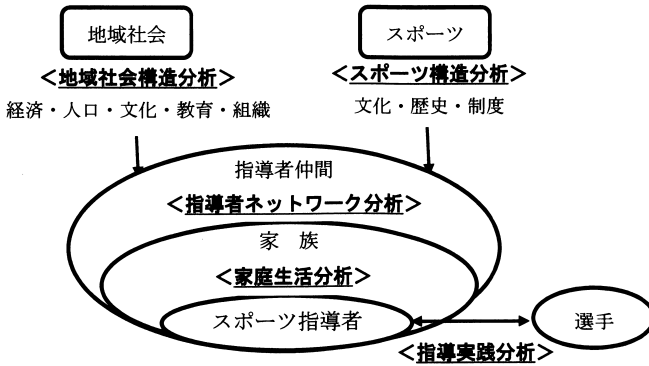 地域社会
スポーツ
＜地域社会構造分析＞
＜スポーツ構造分析＞
経済・人口・文化・教育・組織
文化・歴史・制度
指導者仲間
＜指導者ネットワーク分析＞
家　族
＜家庭生活分析＞
スポーツ指導者
選手
＜指導実践分析＞